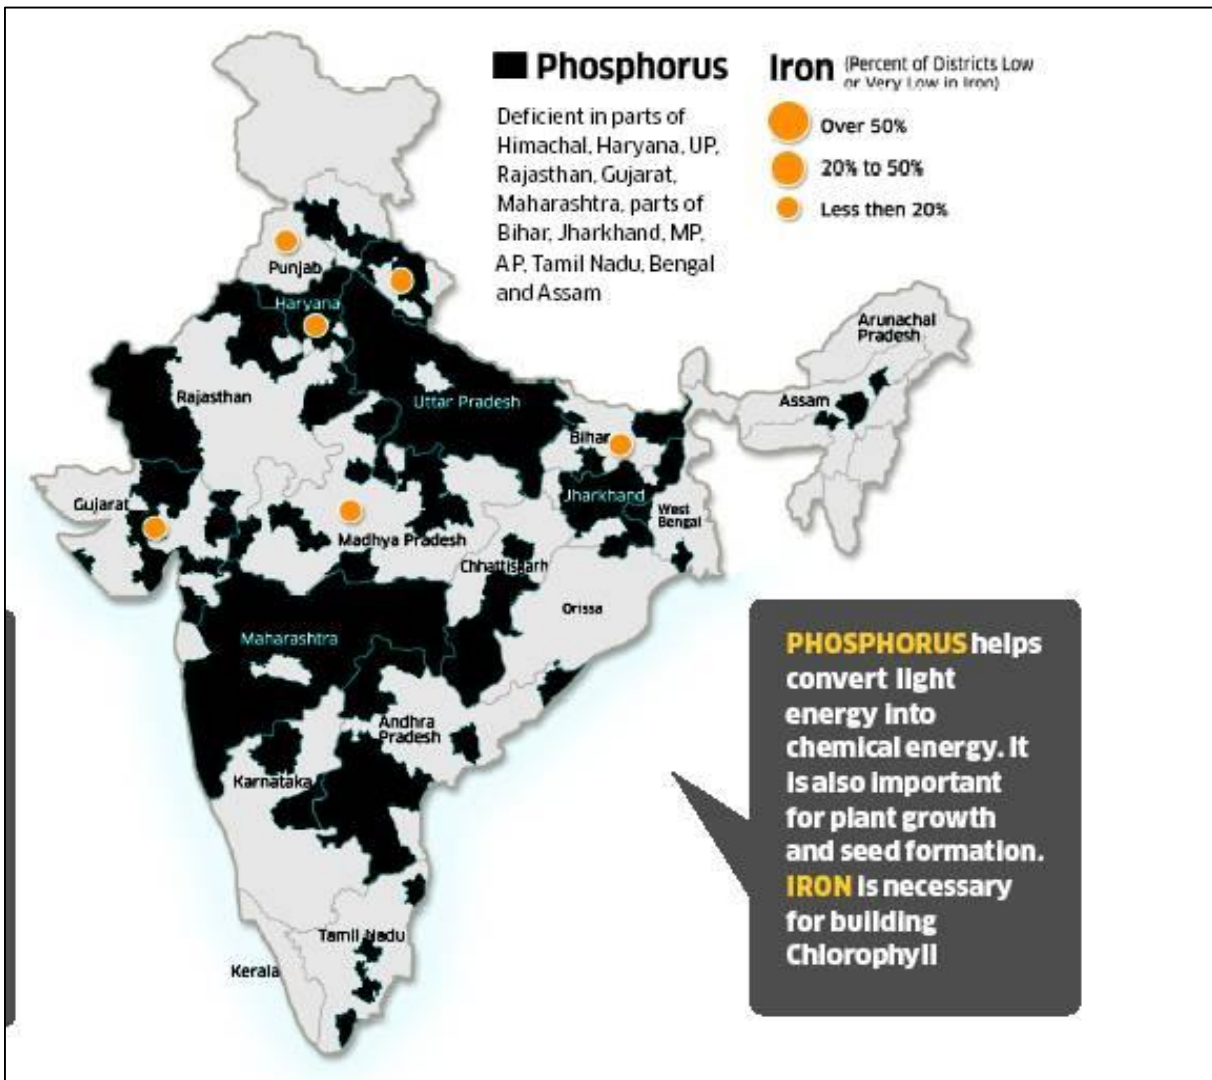 Phosphorus
Deficient in parts of
Himachal, Haryana, UP,
Rajasthan, Gujarat,
Maharashtra, parts of
Bihar, Jharkhand, MP,
AP, Tamil Nadu, Bengal
and Assam
Iron (Percent of Districts Low
or Very Low in Iron)
Over 50%
20% to 50%
Less then 20%
Punjab
Haryana
Arunachal
Pradesh
Rajasthan
Uttar Pradesh
Assam
Bihar
Gujarat
Jharkhand
West
Bengal
Madhya Pradesh
Chhattisgarh
Orissa
Maharashtra
Andhra
Pradesh
Karnataka
Tamil Nadu
Kerala
PHOSPHORUS helps
convert light
energy into
chemical energy. It
is also important
for plant growth
and seed formation.
IRON is necessary
for building
Chlorophyll